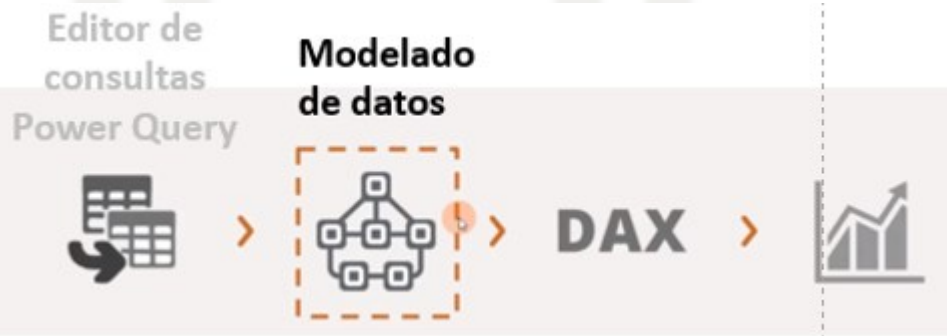 Editor de
consultas
Power Query
Modelado
de datos
DAX